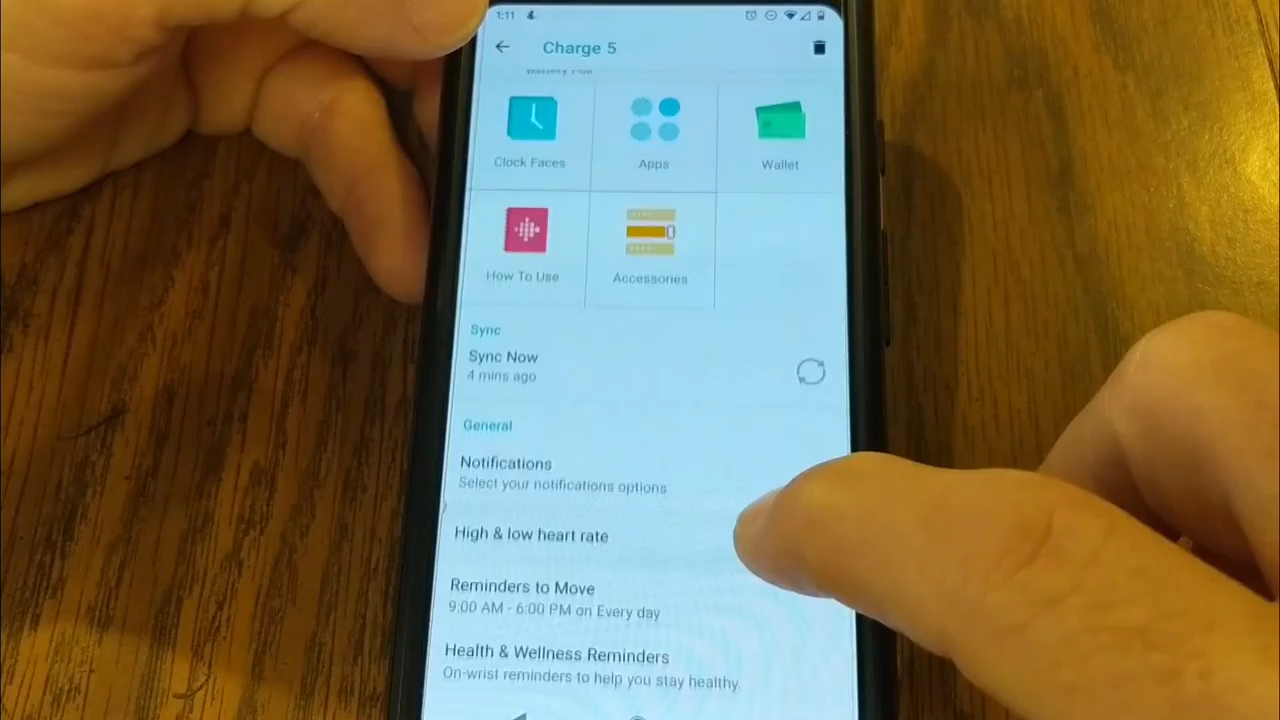 1:11
Charge 5
Clock Faces
Apps
Wallet
How To Use
Accessories
Sync
Sync Now
4 mins ago
General
Notifications
Select your notifications options
High & low heart rate
Reminders to Move
9:00 AM - 6:00 PM on Every day
Health & Wellness Reminders
On-wrist reminders to help you stay healthy.